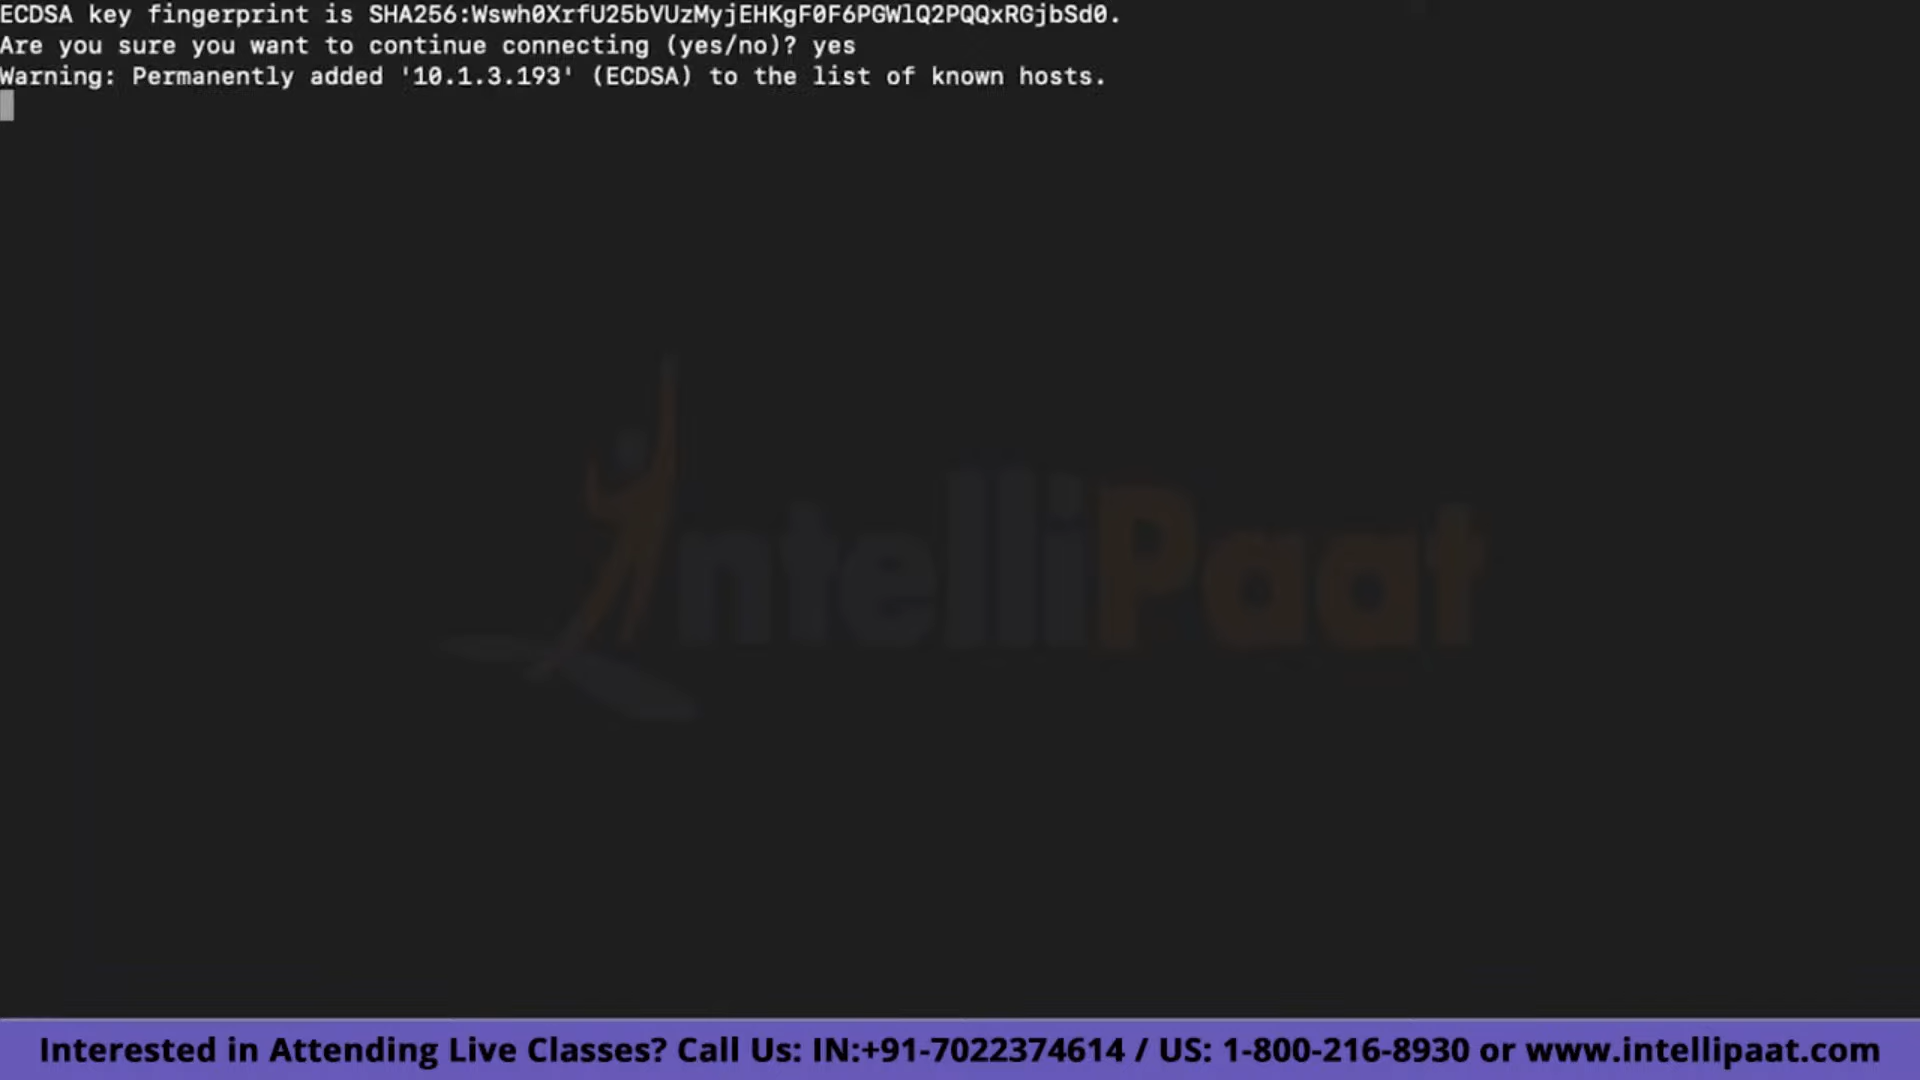 ECDSA key fingerprint is SHA256:Wswh0XrfU25bVUzMyjEHKgF0F6PGWlQ2PQQxRGjbSd0.
Are you sure you want to continue connecting (yes/no)? yes
Warning: Permanently added '10.1.3.193' (ECDSA) to the list of known hosts.
IntelliPaat
Interested in Attending Live Classes? Call Us: IN:+91-7022374614 / US: 1-800-216-8930 or www.intellipaat.com